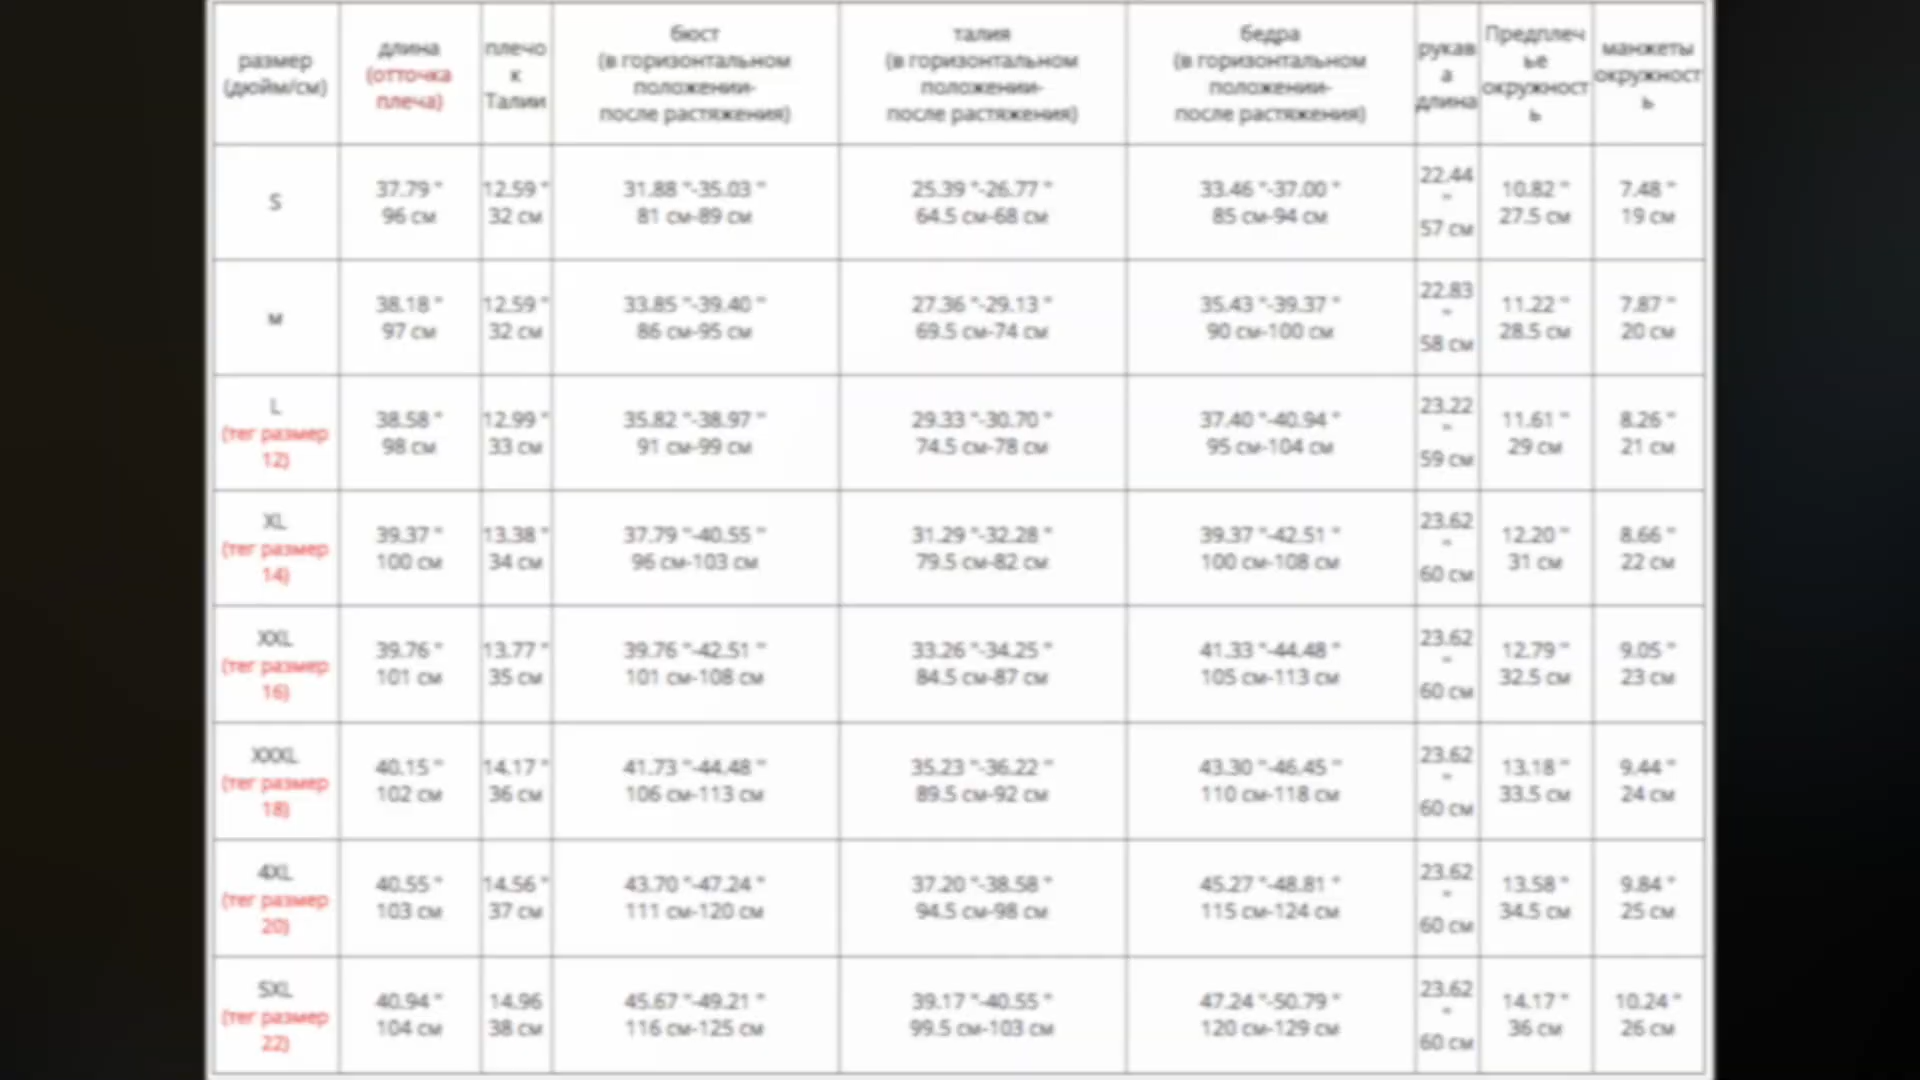 размер
(дюйм/см)
длина
(отточка
плеча)
плечо
к
Талии
бюст
(в горизонтальном
положении-
после растяжения)
талия
(в горизонтальном
положении-
после растяжения)
бедра
(в горизонтальном
положении-
после растяжения)
рукав
а
длина
Предплеч
ье
окружност
ь
манжеты
окружност
ь
S
37.79 "
96 см
12.59 "
32 см
31.88 "-35.03 "
81 см-89 см
25.39 "-26.77 "
64.5 см-68 см
33.46 "-37.00 "
85 см-94 см
22.44
"
57 см
10.82 "
27.5 см
7.48 "
19 см
м
38.18 "
97 см
12.59 "
32 см
33.85 "-39.40 "
86 см-95 см
27.36 "-29.13 "
69.5 см-74 см
35.43 "-39.37 "
90 см-100 см
22.83
"
58 см
11.22 "
28.5 см
7.87 "
20 см
L
(тег размер
12)
38.58 "
98 см
12.99 "
33 см
35.82 "-38.97 "
91 см-99 см
29.33 "-30.70 "
74.5 см-78 см
37.40 "-40.94 "
95 см-104 см
23.22
"
59 см
11.61 "
29 см
8.26 "
21 см
XL
(тег размер
14)
39.37 "
100 см
13.38 "
34 см
37.79 "-40.55 "
96 см-103 см
31.29 "-32.28 "
79.5 см-82 см
39.37 "-42.51 "
100 см-108 см
23.62
"
60 см
12.20 "
31 см
8.66 "
22 см
XXL
(тег размер
16)
39.76 "
101 см
13.77 "
35 см
39.76 "-42.51 "
101 см-108 см
33.26 "-34.25 "
84.5 см-87 см
41.33 "-44.48 "
105 см-113 см
23.62
"
60 см
12.79 "
32.5 см
9.05 "
23 см
XXXL
(тег размер
18)
40.15 "
102 см
14.17 "
36 см
41.73 "-44.48 "
106 см-113 см
35.23 "-36.22 "
89.5 см-92 см
43.30 "-46.45 "
110 см-118 см
23.62
"
60 см
13.18 "
33.5 см
9.44 "
24 см
4XL
(тег размер
20)
40.55 "
103 см
14.56 "
37 см
43.70 "-47.24 "
111 см-120 см
37.20 "-38.58 "
94.5 см-98 см
45.27 "-48.81 "
115 см-124 см
23.62
"
60 см
13.58 "
34.5 см
9.84 "
25 см
5XL
(тег размер
22)
40.94 "
104 см
14.96
38 см
45.67 "-49.21 "
116 см-125 см
39.17 "-40.55 "
99.5 см-103 см
47.24 "-50.79 "
120 см-129 см
23.62
"
60 см
14.17 "
36 см
10.24 "
26 см